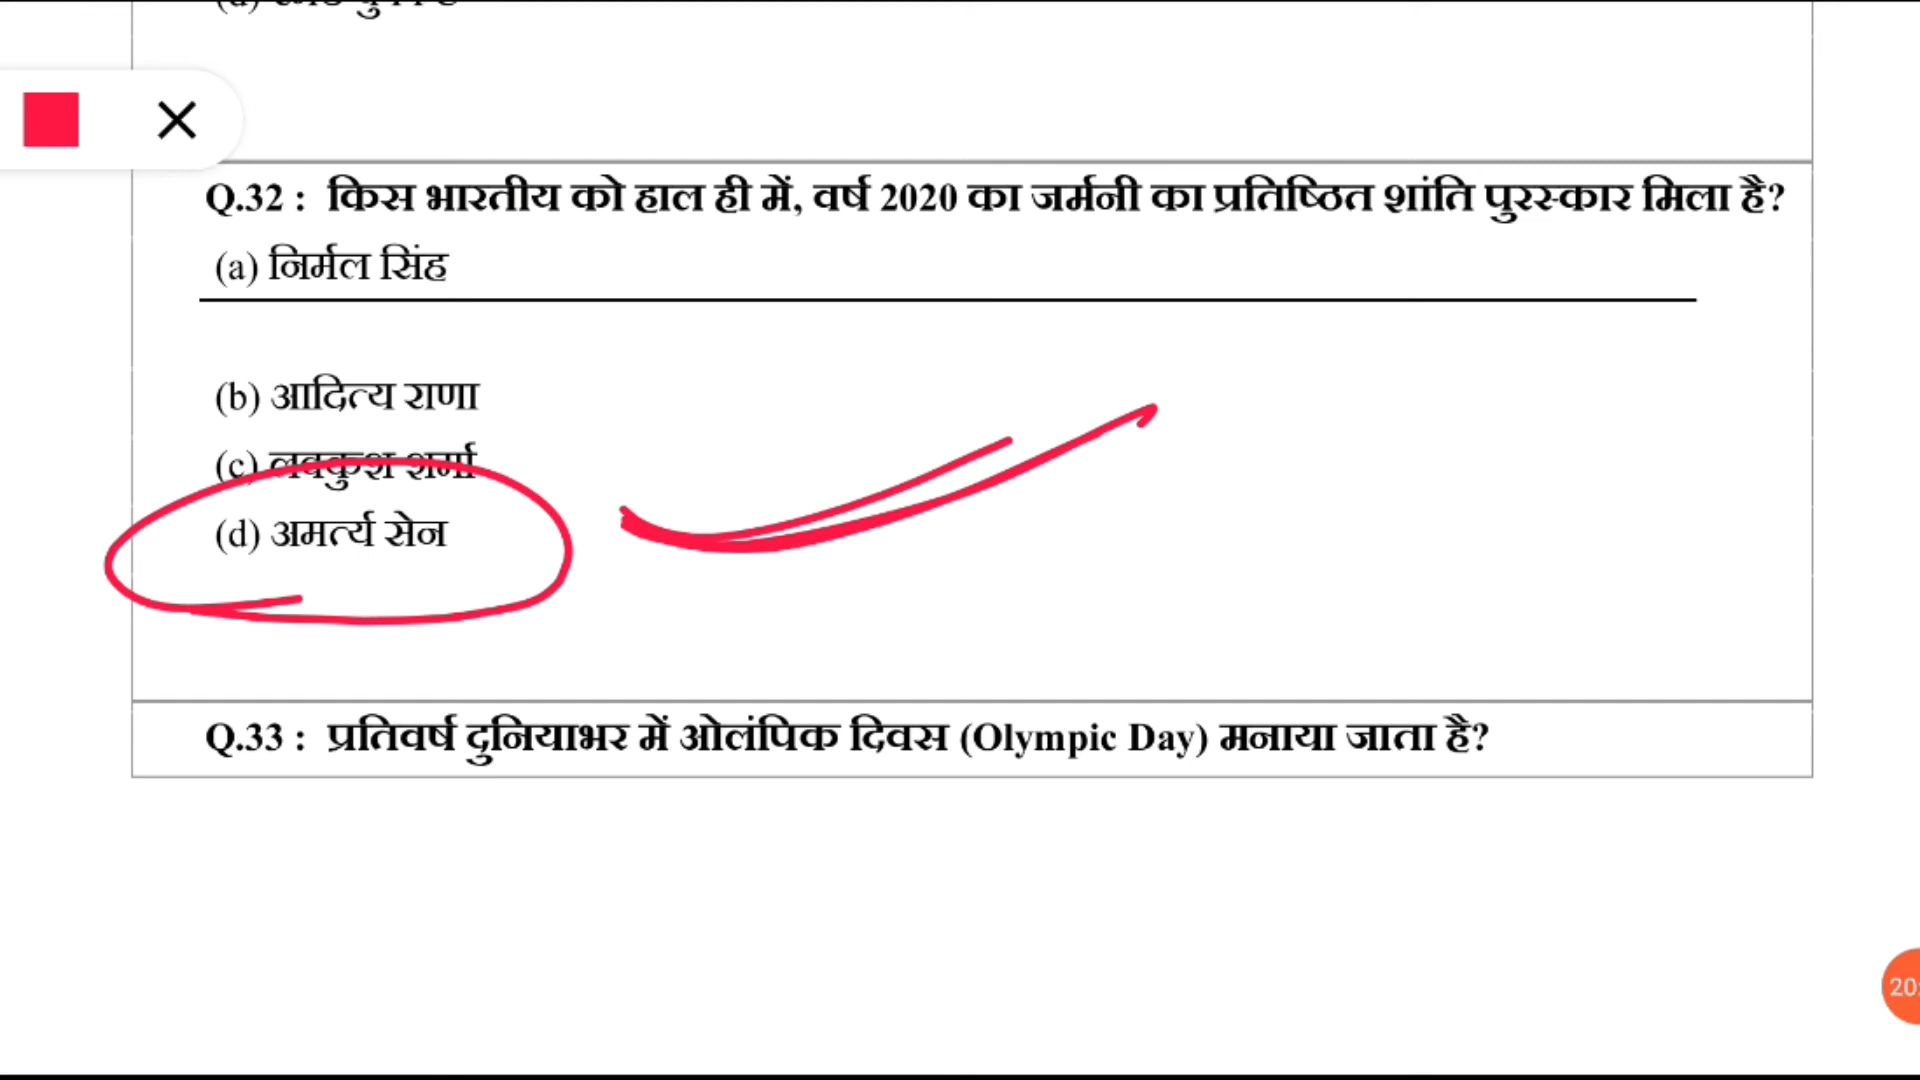 Q.32 : किस भारतीय को हाल ही में, वर्ष 2020 का जर्मनी का प्रतिष्ठित शांति पुरस्कार मिला है?
(a) निर्मल सिंह
(b) आदित्य राणा
(c) लवकुश शर्मा
(d) अमर्त्य सेन
Q.33 : प्रतिवर्ष दुनियाभर में ओलंपिक दिवस (Olympic Day) मनाया जाता है?